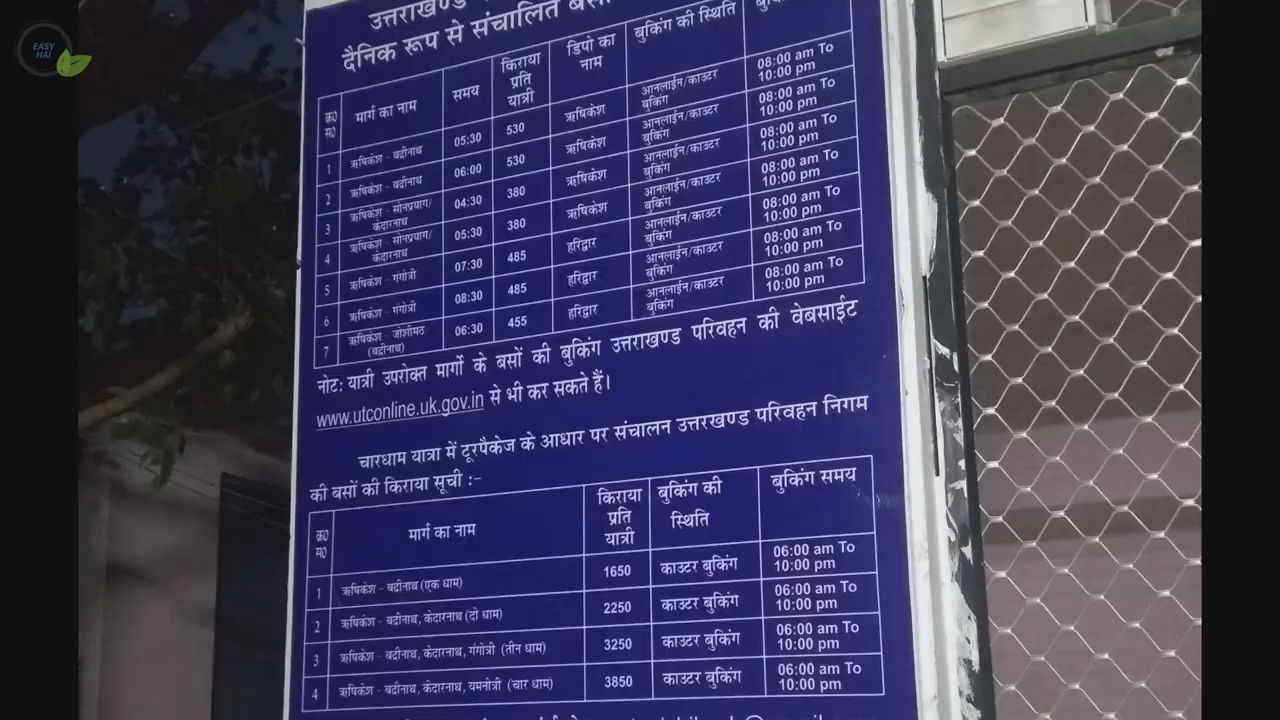 EASY
HAI
उत्तराखण्ड
दैनिक रूप से संचालित बसों
क्र० स० मार्ग का नाम समय किराया प्रति यात्री डिपो का नाम बुकिंग की स्थिति
1 ऋषिकेश - बद्रीनाथ 05:30 530 ऋषिकेश आनलाईन/काउटर बुकिंग 08:00 am To 10:00 pm
2 ऋषिकेश - बद्रीनाथ 06:00 530 ऋषिकेश आनलाईन/काउटर बुकिंग 08:00 am To 10:00 pm
3 ऋषिकेश - सोनप्रयाग/ केदारनाथ 04:30 380 ऋषिकेश आनलाईन/काउटर बुकिंग 08:00 am To 10:00 pm
4 ऋषिकेश - सोनप्रयाग/ केदारनाथ 05:30 380 ऋषिकेश आनलाईन/काउटर बुकिंग 08:00 am To 10:00 pm
5 ऋषिकेश - गंगोत्री 07:30 485 हरिद्वार आनलाईन/काउटर बुकिंग 08:00 am To 10:00 pm
6 ऋषिकेश - गंगोत्री 08:30 485 हरिद्वार आनलाईन/काउटर बुकिंग 08:00 am To 10:00 pm
7 ऋषिकेश - जोशीमठ (बद्रीनाथ) 06:30 455 हरिद्वार आनलाईन/काउटर बुकिंग 08:00 am To 10:00 pm
नोट: यात्री उपरोक्त मार्गो के बसों की बुकिंग उत्तराखण्ड परिवहन की वेबसाईट
www.utconline.uk.gov.in से भी कर सकते हैं।
चारधाम यात्रा में टूरपैकेज के आधार पर संचालन उत्तरखण्ड परिवहन निगम
की बसों की किराया सूची :-
क्र० स० मार्ग का नाम किराया प्रति यात्री बुकिंग की स्थिति बुकिंग समय
1 ऋषिकेश - बद्रीनाथ (एक धाम) 1650 काउटर बुकिंग 06:00 am To 10:00 pm
2 ऋषिकेश - बद्रीनाथ, केदारनाथ (दो धाम) 2250 काउटर बुकिंग 06:00 am To 10:00 pm
3 ऋषिकेश - बद्रीनाथ, केदारनाथ, गंगोत्री (तीन धाम) 3250 काउटर बुकिंग 06:00 am To 10:00 pm
4 ऋषिकेश - बद्रीनाथ, केदारनाथ, यमनोत्री (चार धाम) 3850 काउटर बुकिंग 06:00 am To 10:00 pm